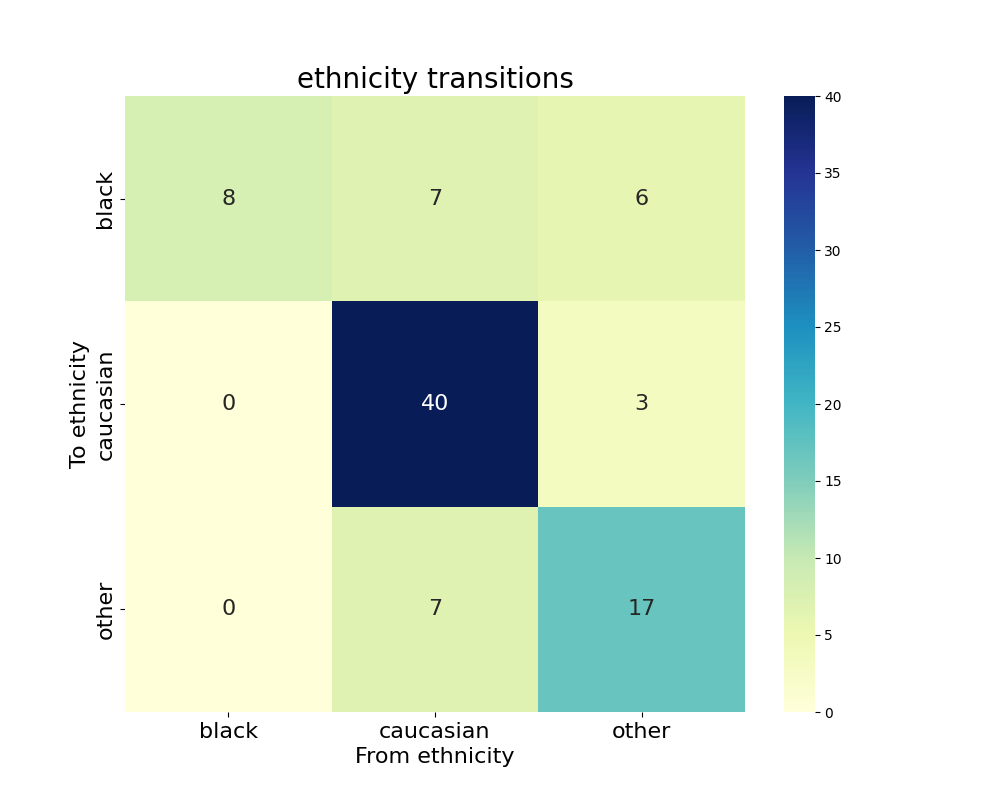 ethnicity transitions
40
35
30
25
20
15
10
5
0
To ethnicity
black
8 7 6
caucasian
0 40 3
other
0 7 17
black caucasian other
From ethnicity